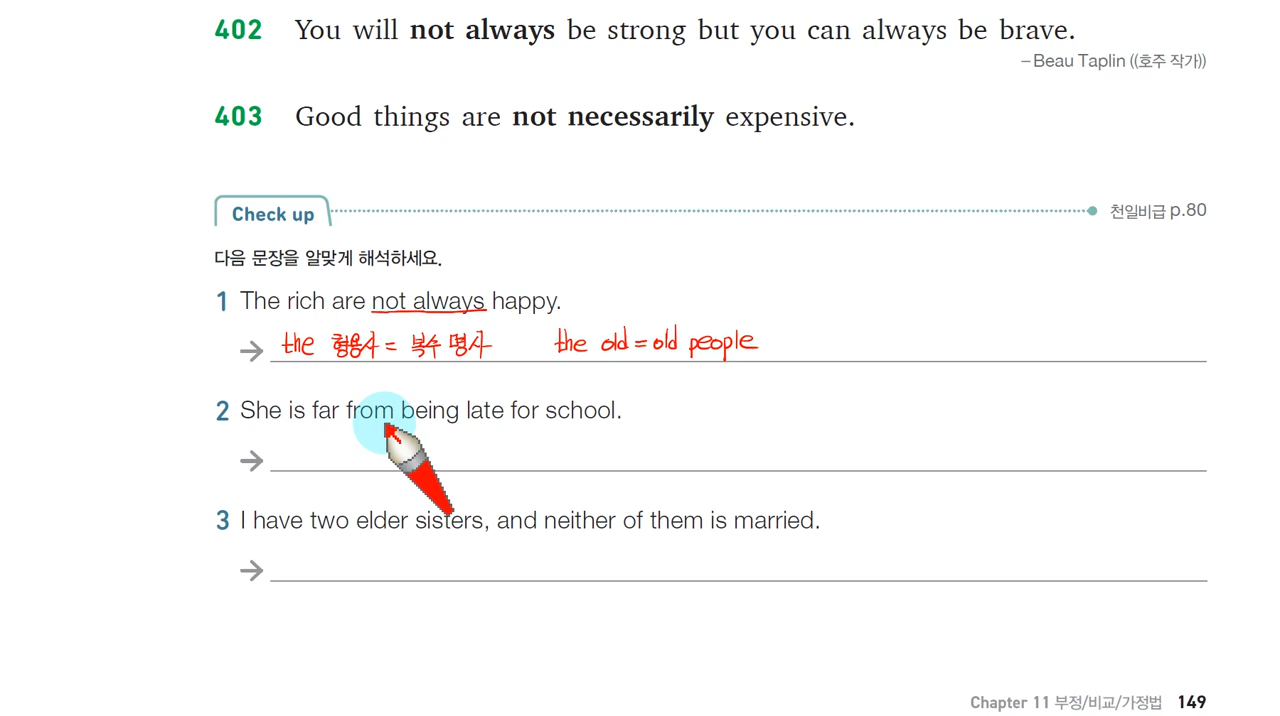 402 You will not always be strong but you can always be brave.
– Beau Taplin ((호주 작가))
403 Good things are not necessarily expensive.
Check up
천일비급 p.80
다음 문장을 알맞게 해석하세요.
1 The rich are not always happy.
→ the 형용사 = 복수 명사 the old = old people
2 She is far from being late for school.
→
3 I have two elder sisters, and neither of them is married.
→
Chapter 11 부정/비교/가정법 149